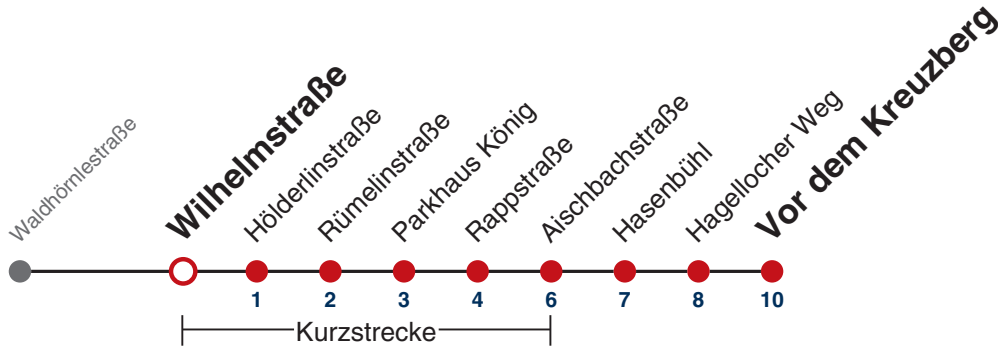 Waldhörnlestraße
Wilhelmstraße
Hölderlinstraße
Rümelinstraße
Parkhaus König
Rappstraße
Aischbachstraße
Hasenbühl
Hagellocher Weg
Vor dem Kreuzberg
1 2 3 4 6 7 8 10
Kurzstrecke